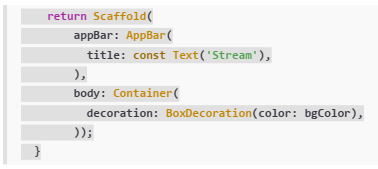 return Scaffold(
appBar: AppBar(
title: const Text('Stream'),
),
body: Container(
decoration: BoxDecoration(color: bgColor),
));
}